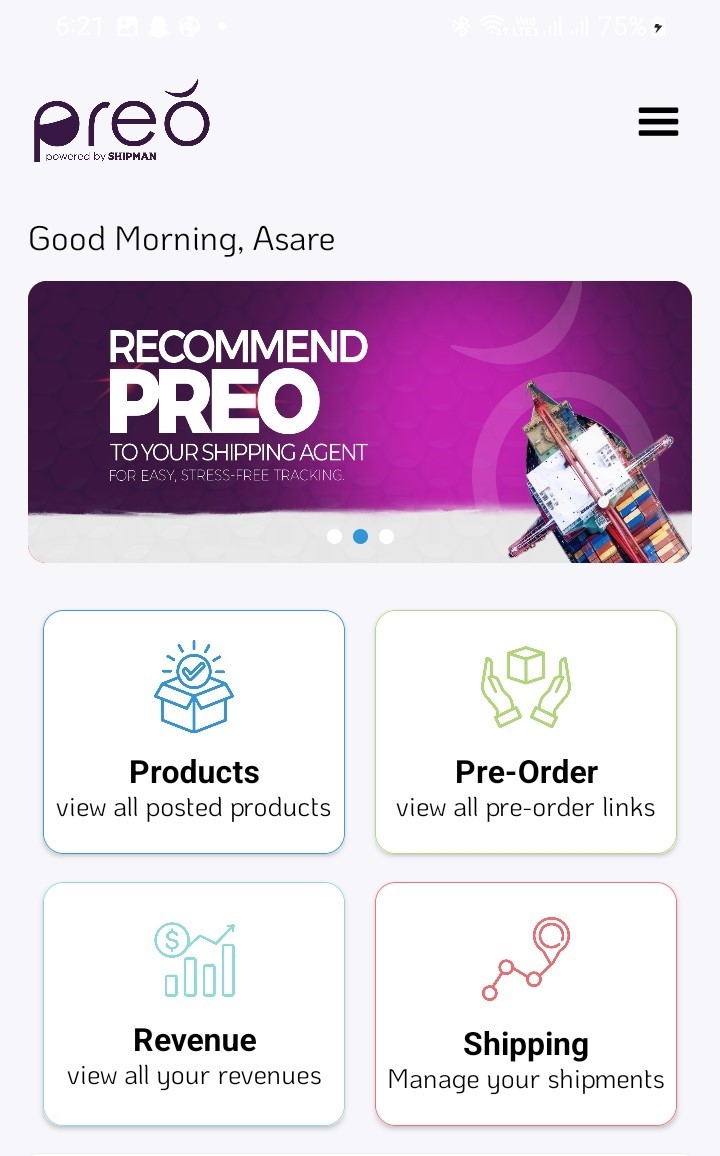 6:21
75%
preo
powered by SHIPMAN
Good Morning, Asare
RECOMMEND
PREO
TO YOUR SHIPPING AGENT
FOR EASY, STRESS-FREE TRACKING.
Products
view all posted products
Pre-Order
view all pre-order links
$
Revenue
view all your revenues
Shipping
Manage your shipments